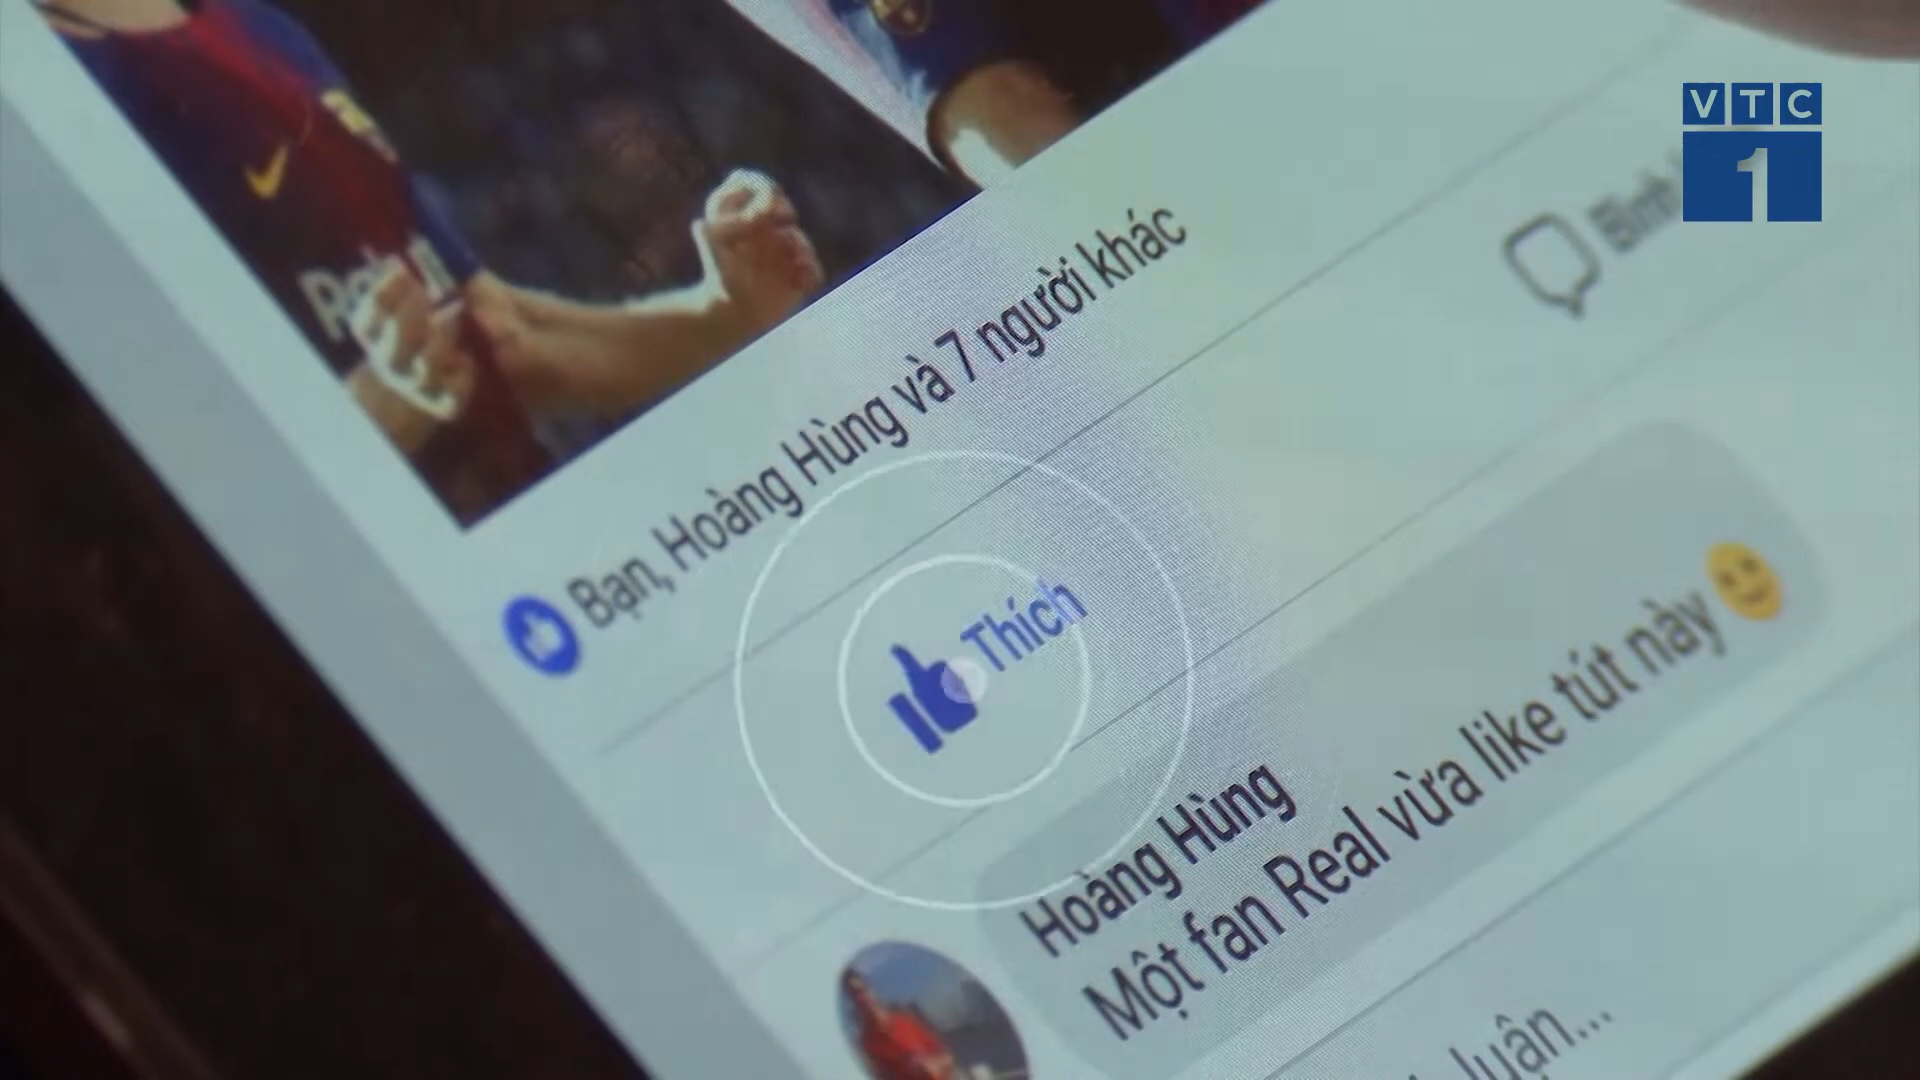 VTC
1
Bạn, Hoàng Hùng và 7 người khác
Thích
Bình
Hoàng Hùng
Một fan Real vừa like tút này
luận...